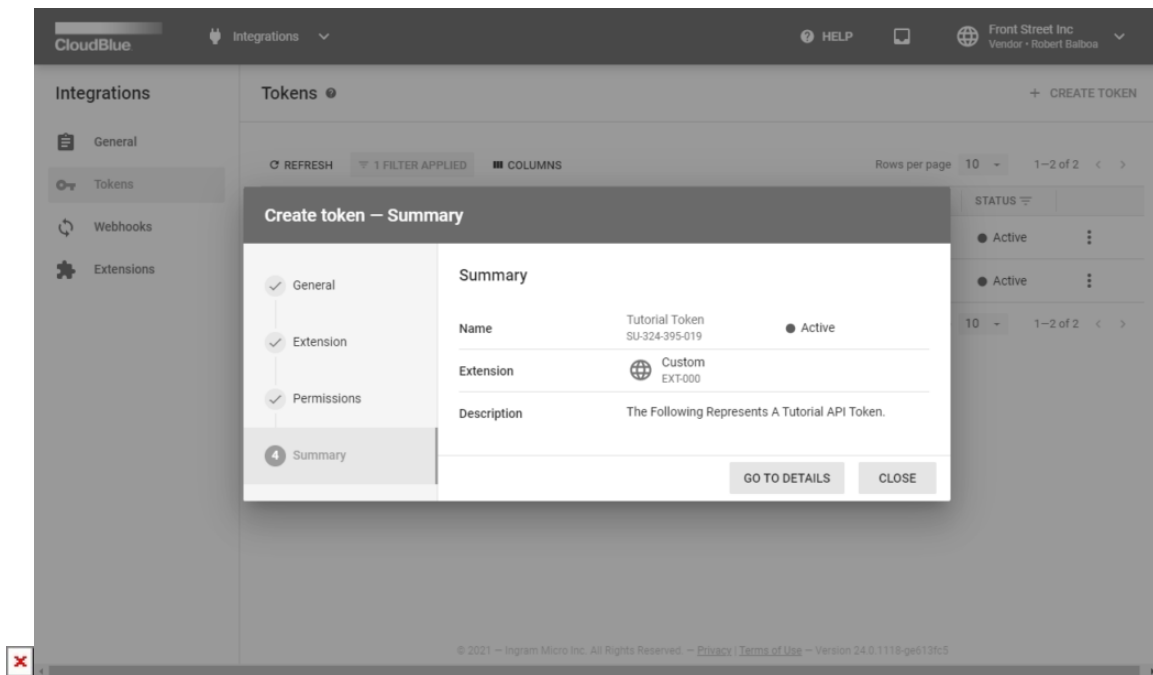 CloudBlue
Integrations
HELP
Front Street Inc
Vendor • Robert Balboa
Integrations
General
Tokens
Webhooks
Extensions
Tokens
+ CREATE TOKEN
REFRESH
1 FILTER APPLIED
COLUMNS
Rows per page 10
1–2 of 2
STATUS
Active
Active
10
1–2 of 2
Create token — Summary
General
Extension
Permissions
4 Summary
Summary
Name
Tutorial Token
SU-324-395-019
Active
Extension
Custom
EXT-000
Description
The Following Represents A Tutorial API Token.
GO TO DETAILS
CLOSE
© 2021 — Ingram Micro Inc. All Rights Reserved. — Privacy | Terms of Use — Version 24.0.1118-ge613fc5